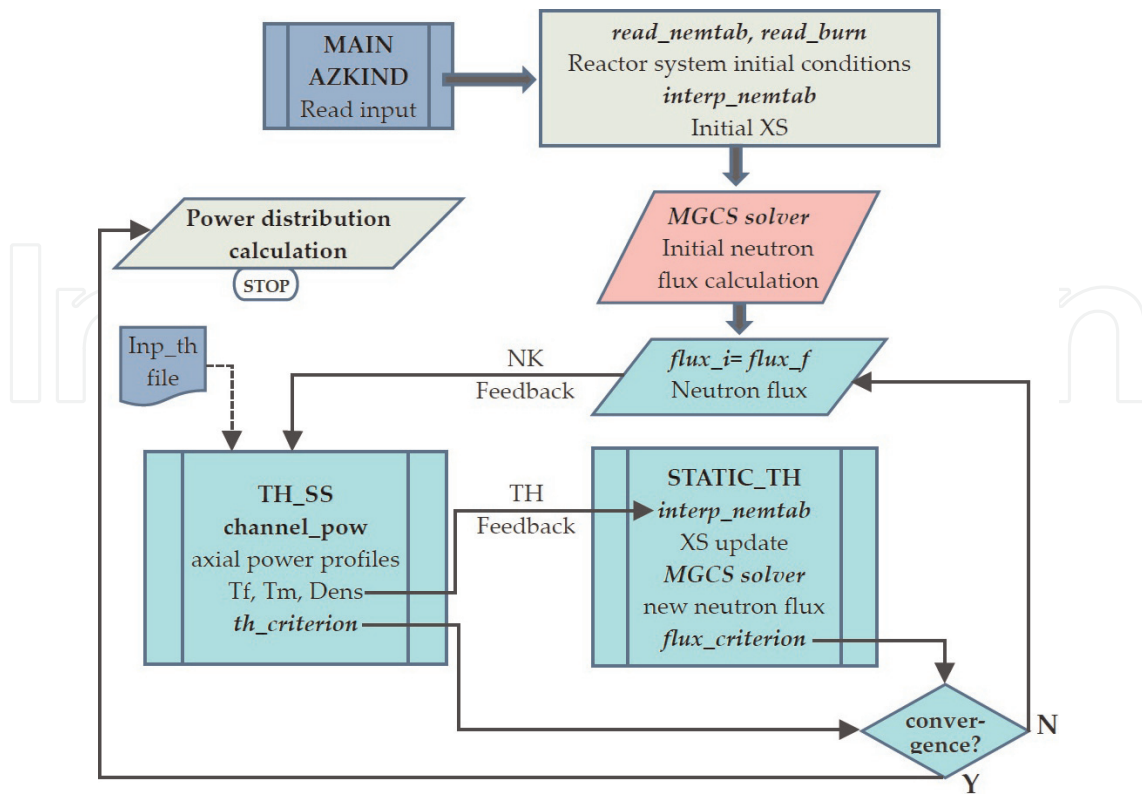 MAIN
AZKIND
Read input
read_nemtab, read_burn
Reactor system initial conditions
interp_nemtab
Initial XS
Power distribution
calculation
STOP
MGCS solver
Initial neutron
flux calculation
Inp_th
file
NK
Feedback
flux_i= flux_f
Neutron flux
TH_SS
channel_pow
axial power profiles
Tf, Tm, Dens
th_criterion
TH
Feedback
STATIC_TH
interp_nemtab
XS update
MGCS solver
new neutron flux
flux_criterion
conver-
gence?
N
Y